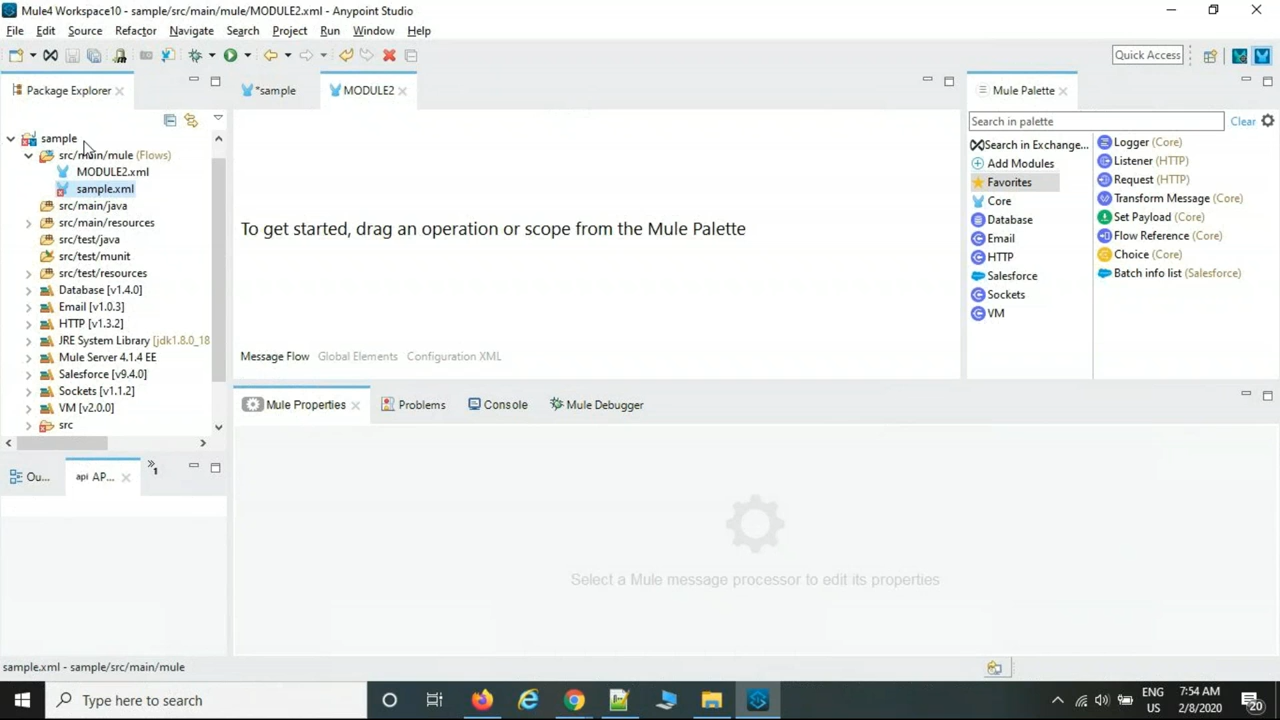 Mule4 Workspace10 - sample/src/main/mule/MODULE2.xml - Anypoint Studio
File Edit Source Refactor Navigate Search Project Run Window Help
Quick Access
Package Explorer
*sample
MODULE2
Mule Palette
Search in palette
Clear
sample
src/main/mule (Flows)
MODULE2.xml
sample.xml
src/main/java
src/main/resources
src/test/java
src/test/munit
src/test/resources
Database [v1.4.0]
Email [v1.0.3]
HTTP [v1.3.2]
JRE System Library [jdk1.8.0_18
Mule Server 4.1.4 EE
Salesforce [v9.4.0]
Sockets [v1.1.2]
VM [v2.0.0]
src
To get started, drag an operation or scope from the Mule Palette
Message Flow Global Elements Configuration XML
Search in Exchange...
Add Modules
Favorites
Core
Database
Email
HTTP
Salesforce
Sockets
VM
Logger (Core)
Listener (HTTP)
Request (HTTP)
Transform Message (Core)
Set Payload (Core)
Flow Reference (Core)
Choice (Core)
Batch info list (Salesforce)
Mule Properties
Problems
Console
Mule Debugger
Ou...
api AP...
»1
Select a Mule message processor to edit its properties
sample.xml - sample/src/main/mule
Type here to search
ENG
US
7:54 AM
2/8/2020
20